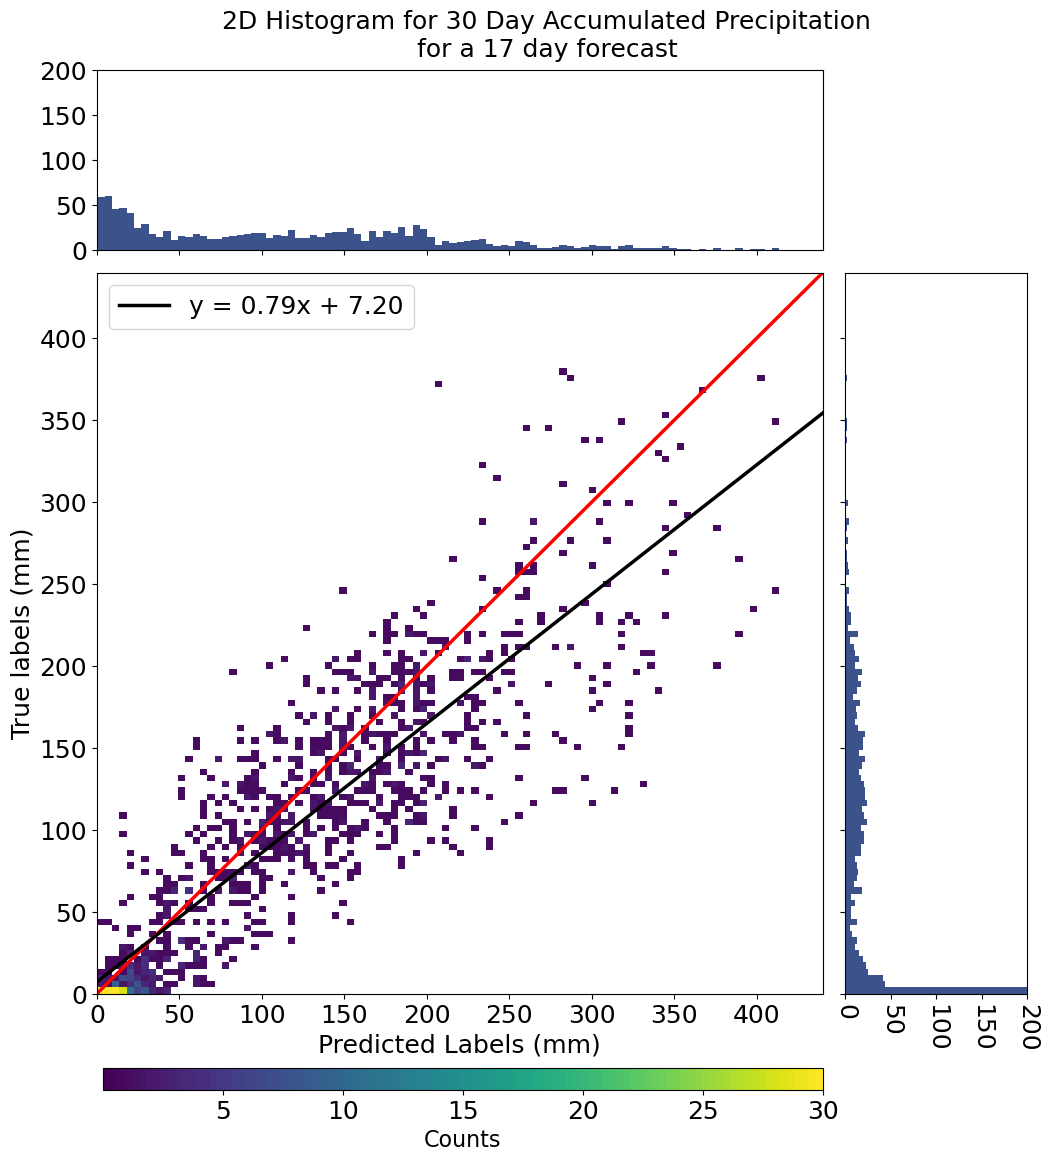 2D Histogram for 30 Day Accumulated Precipitation
for a 17 day forecast
200
150
100
50
0
y = 0.79x + 7.20
400
350
300
250
200
150
100
50
0
True labels (mm)
0 50 100 150 200 250 300 350 400
Predicted Labels (mm)
0 50 100 150 200
5 10 15 20 25 30
Counts